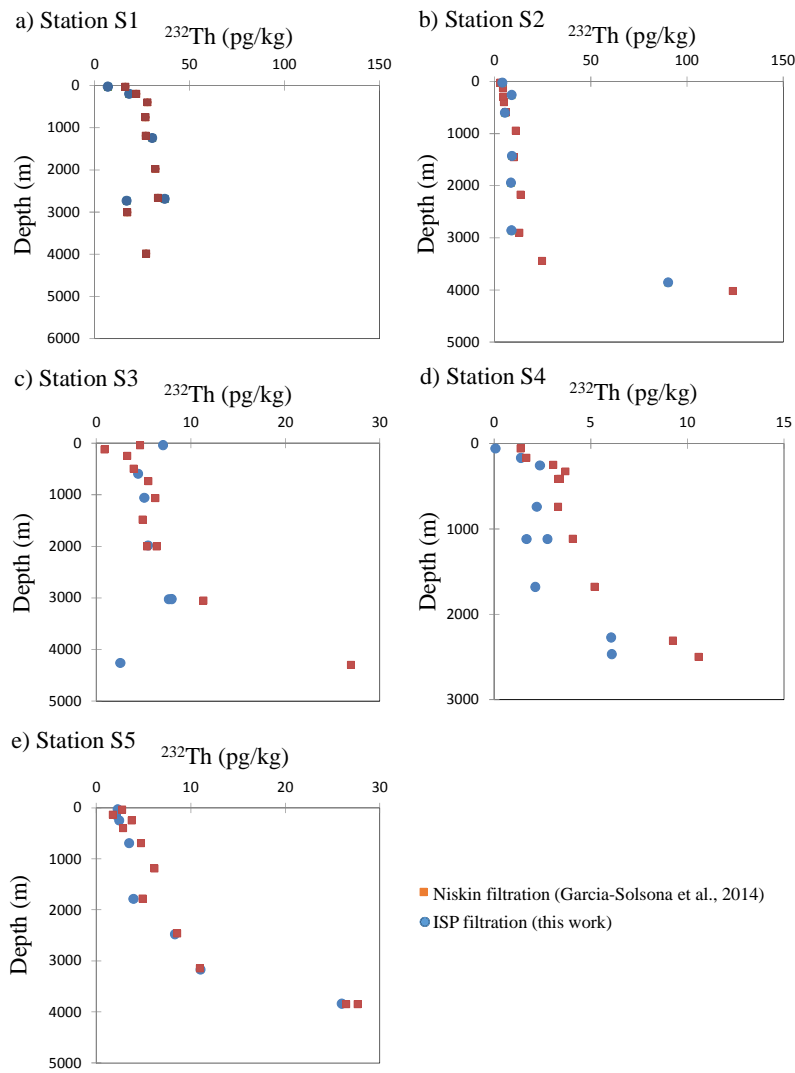 a) Station S1
²³²Th (pg/kg)
0 50 100 150
Depth (m)
0
1000
2000
3000
4000
5000
6000
b) Station S2
²³²Th (pg/kg)
0 50 100 150
Depth (m)
0
1000
2000
3000
4000
5000
c) Station S3
²³²Th (pg/kg)
0 10 20 30
Depth (m)
0
1000
2000
3000
4000
5000
d) Station S4
²³²Th (pg/kg)
0 5 10 15
Depth (m)
0
1000
2000
3000
e) Station S5
²³²Th (pg/kg)
0 10 20 30
Depth (m)
0
1000
2000
3000
4000
5000
Niskin filtration (Garcia-Solsona et al., 2014)
ISP filtration (this work)